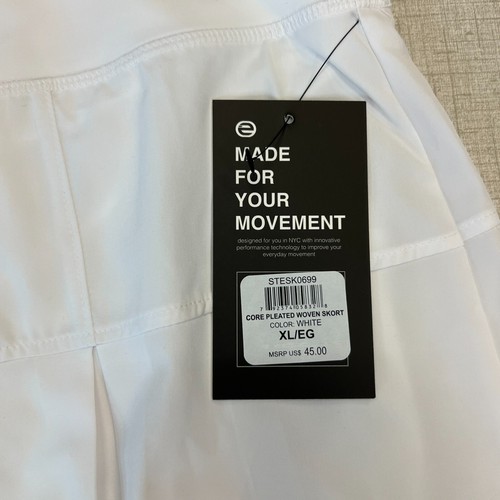 MADE
FOR
YOUR
MOVEMENT
designed for you in NYC with innovative
performance technology to improve your
everyday movement
STESK0699
CORE PLEATED WOVEN SKORT
COLOR: WHITE
XL/EG
MSRP US$ 45.00